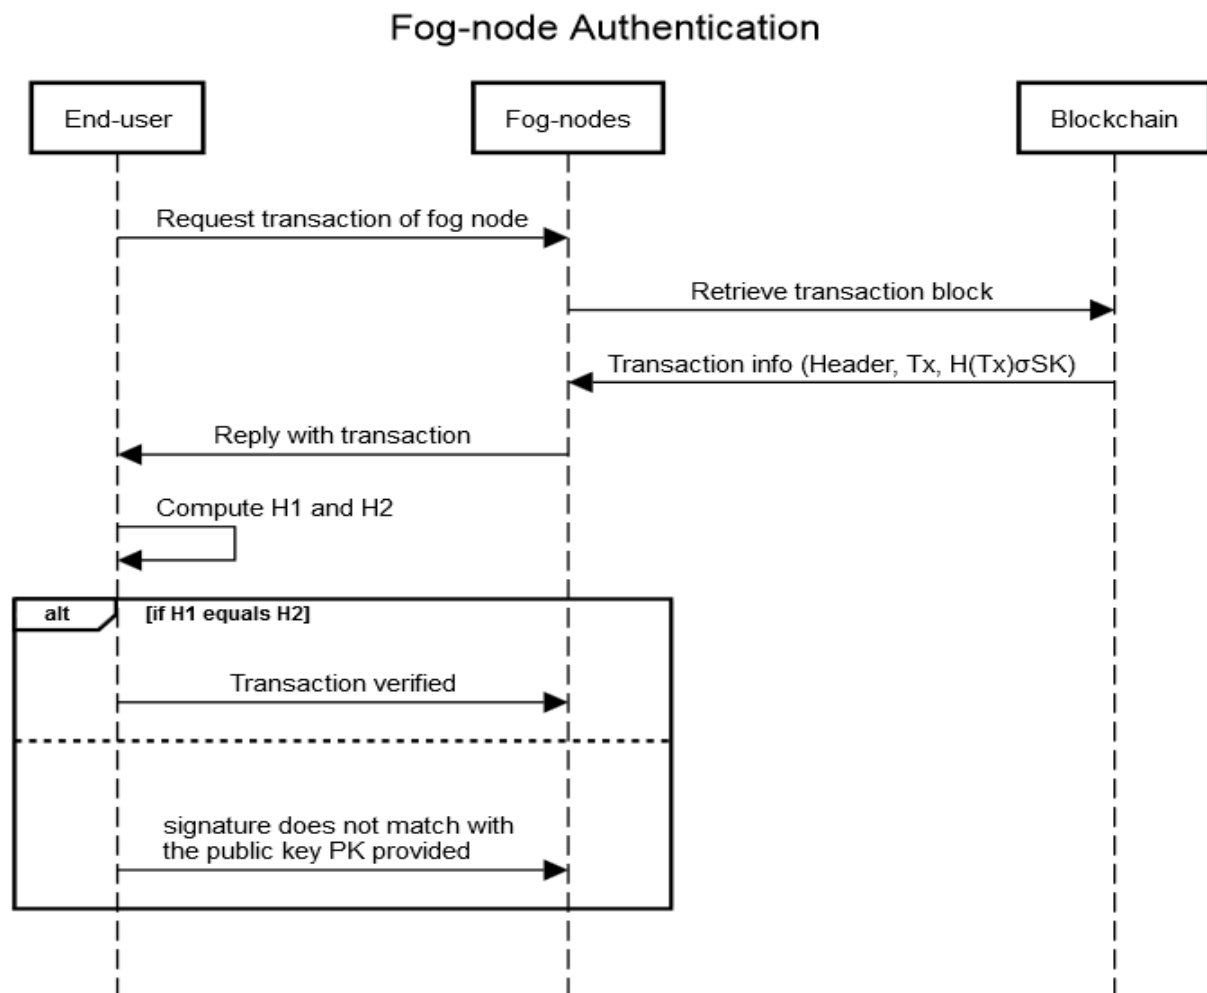 Fog-node Authentication
End-user
Fog-nodes
Blockchain
Request transaction of fog node
Retrieve transaction block
Transaction info (Header, Tx, H(Tx)σSK)
Reply with transaction
Compute H1 and H2
alt
[if H1 equals H2]
Transaction verified
signature does not match with
the public key PK provided